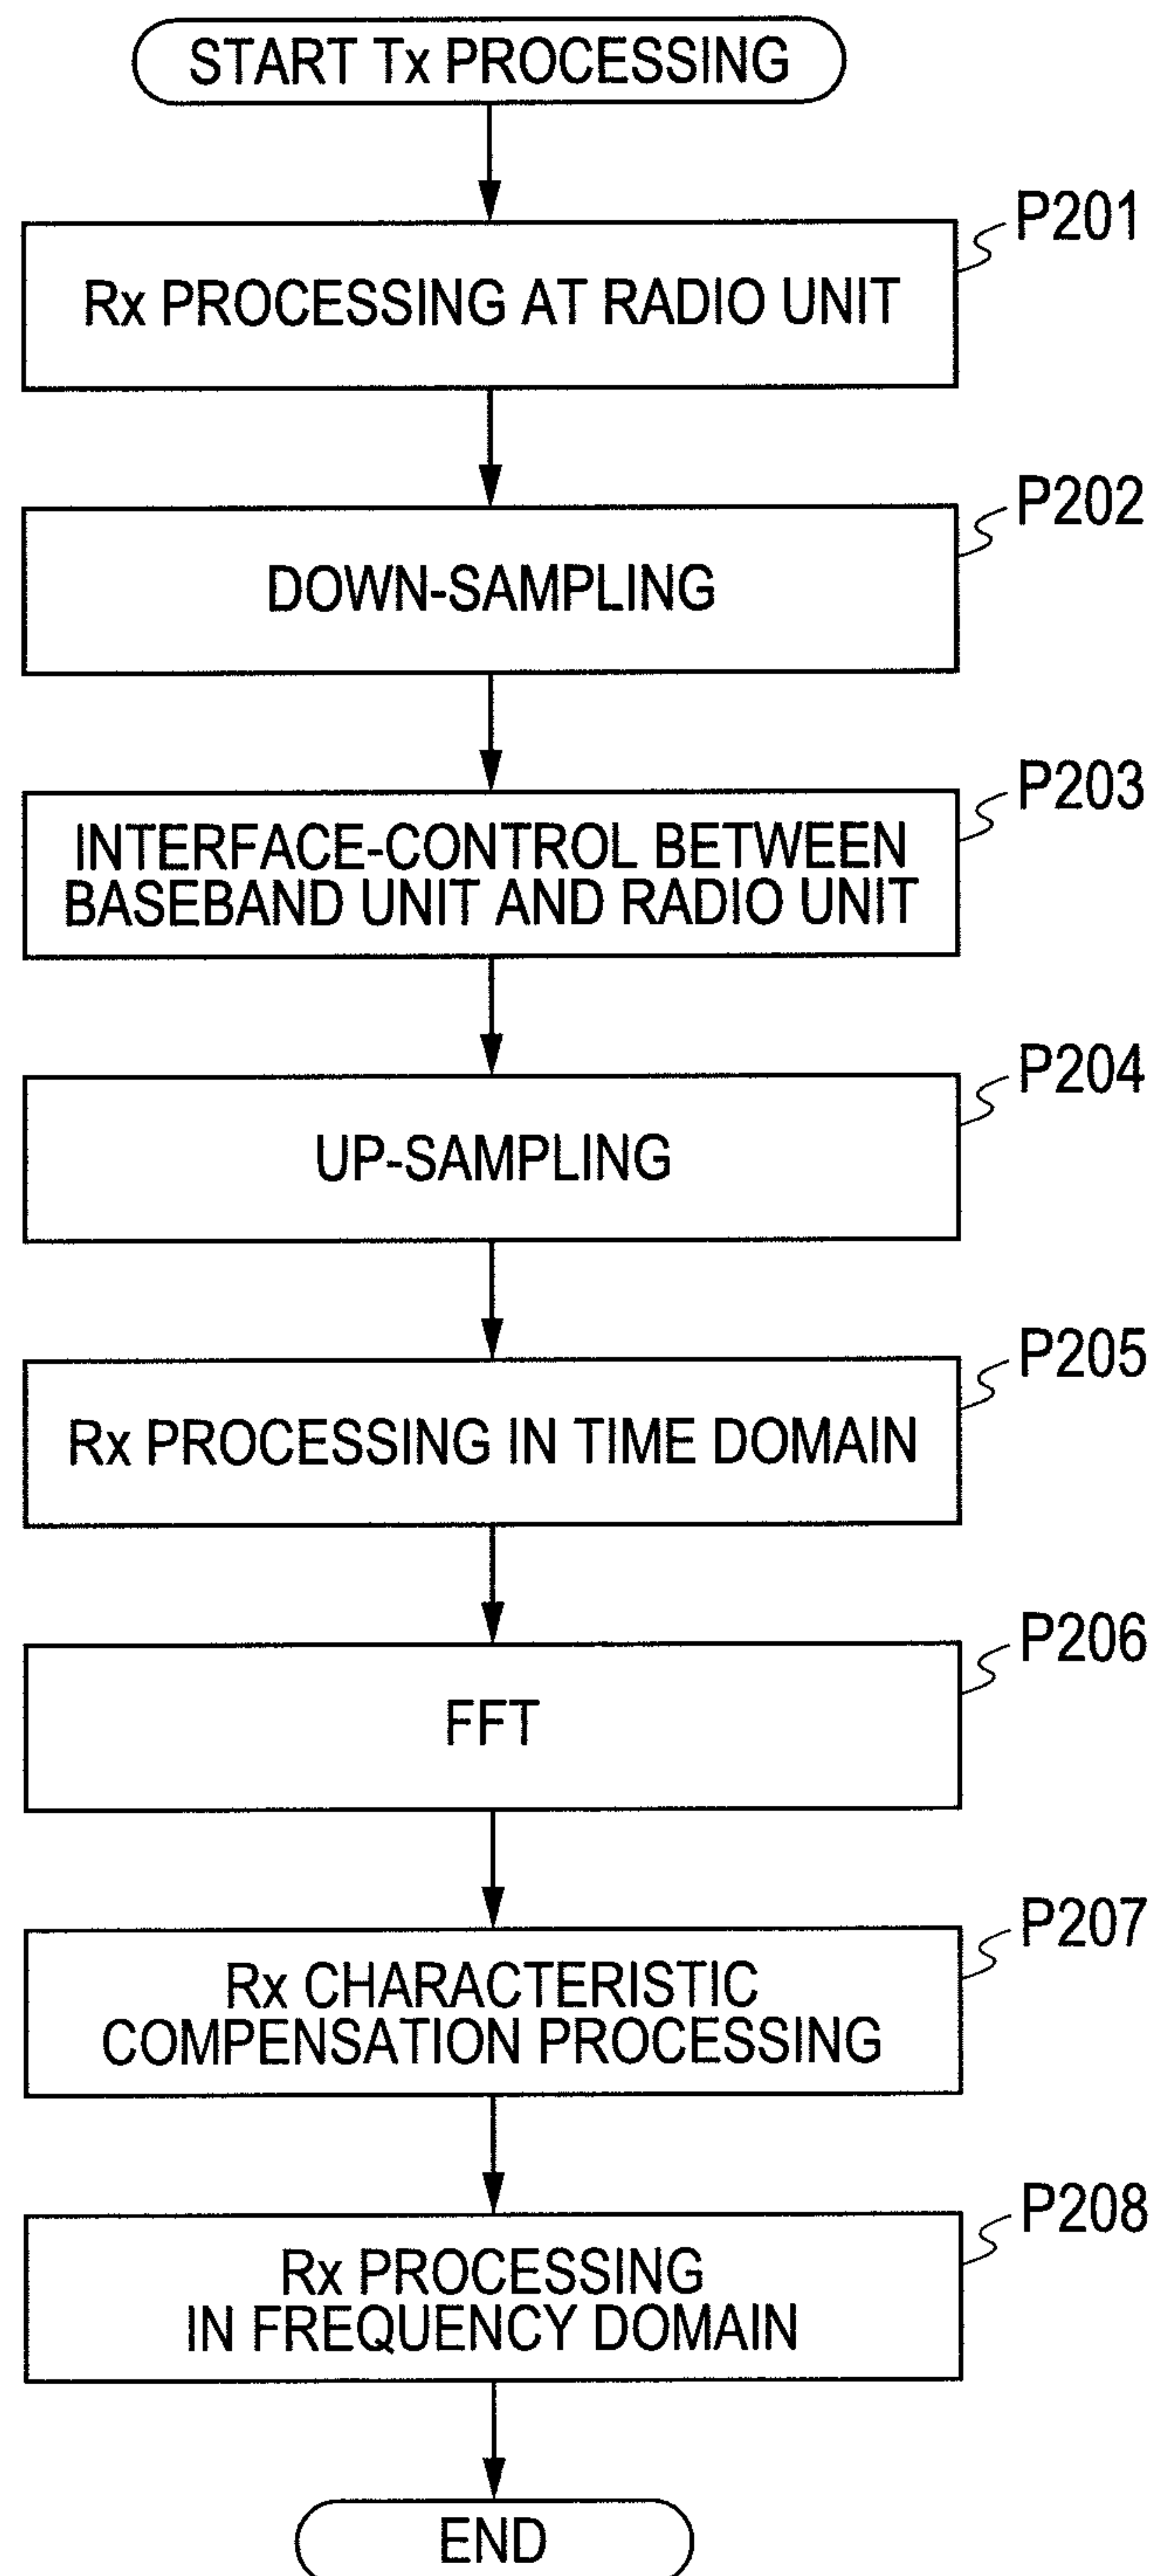 START Tx PROCESSING
P201
Rx PROCESSING AT RADIO UNIT
P202
DOWN-SAMPLING
P203
INTERFACE-CONTROL BETWEEN
BASEBAND UNIT AND RADIO UNIT
P204
UP-SAMPLING
P205
Rx PROCESSING IN TIME DOMAIN
P206
FFT
P207
Rx CHARACTERISTIC
COMPENSATION PROCESSING
P208
Rx PROCESSING
IN FREQUENCY DOMAIN
END